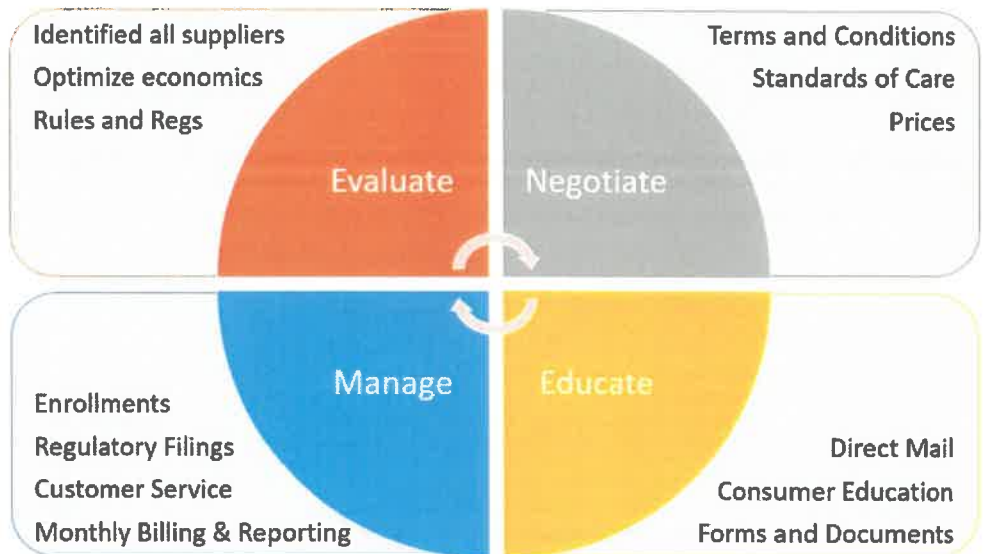 Identified all suppliers
Optimize economics
Rules and Regs
Evaluate
Terms and Conditions
Standards of Care
Prices
Negotiate
Manage
Enrollments
Regulatory Filings
Customer Service
Monthly Billing & Reporting
Educate
Direct Mail
Consumer Education
Forms and Documents